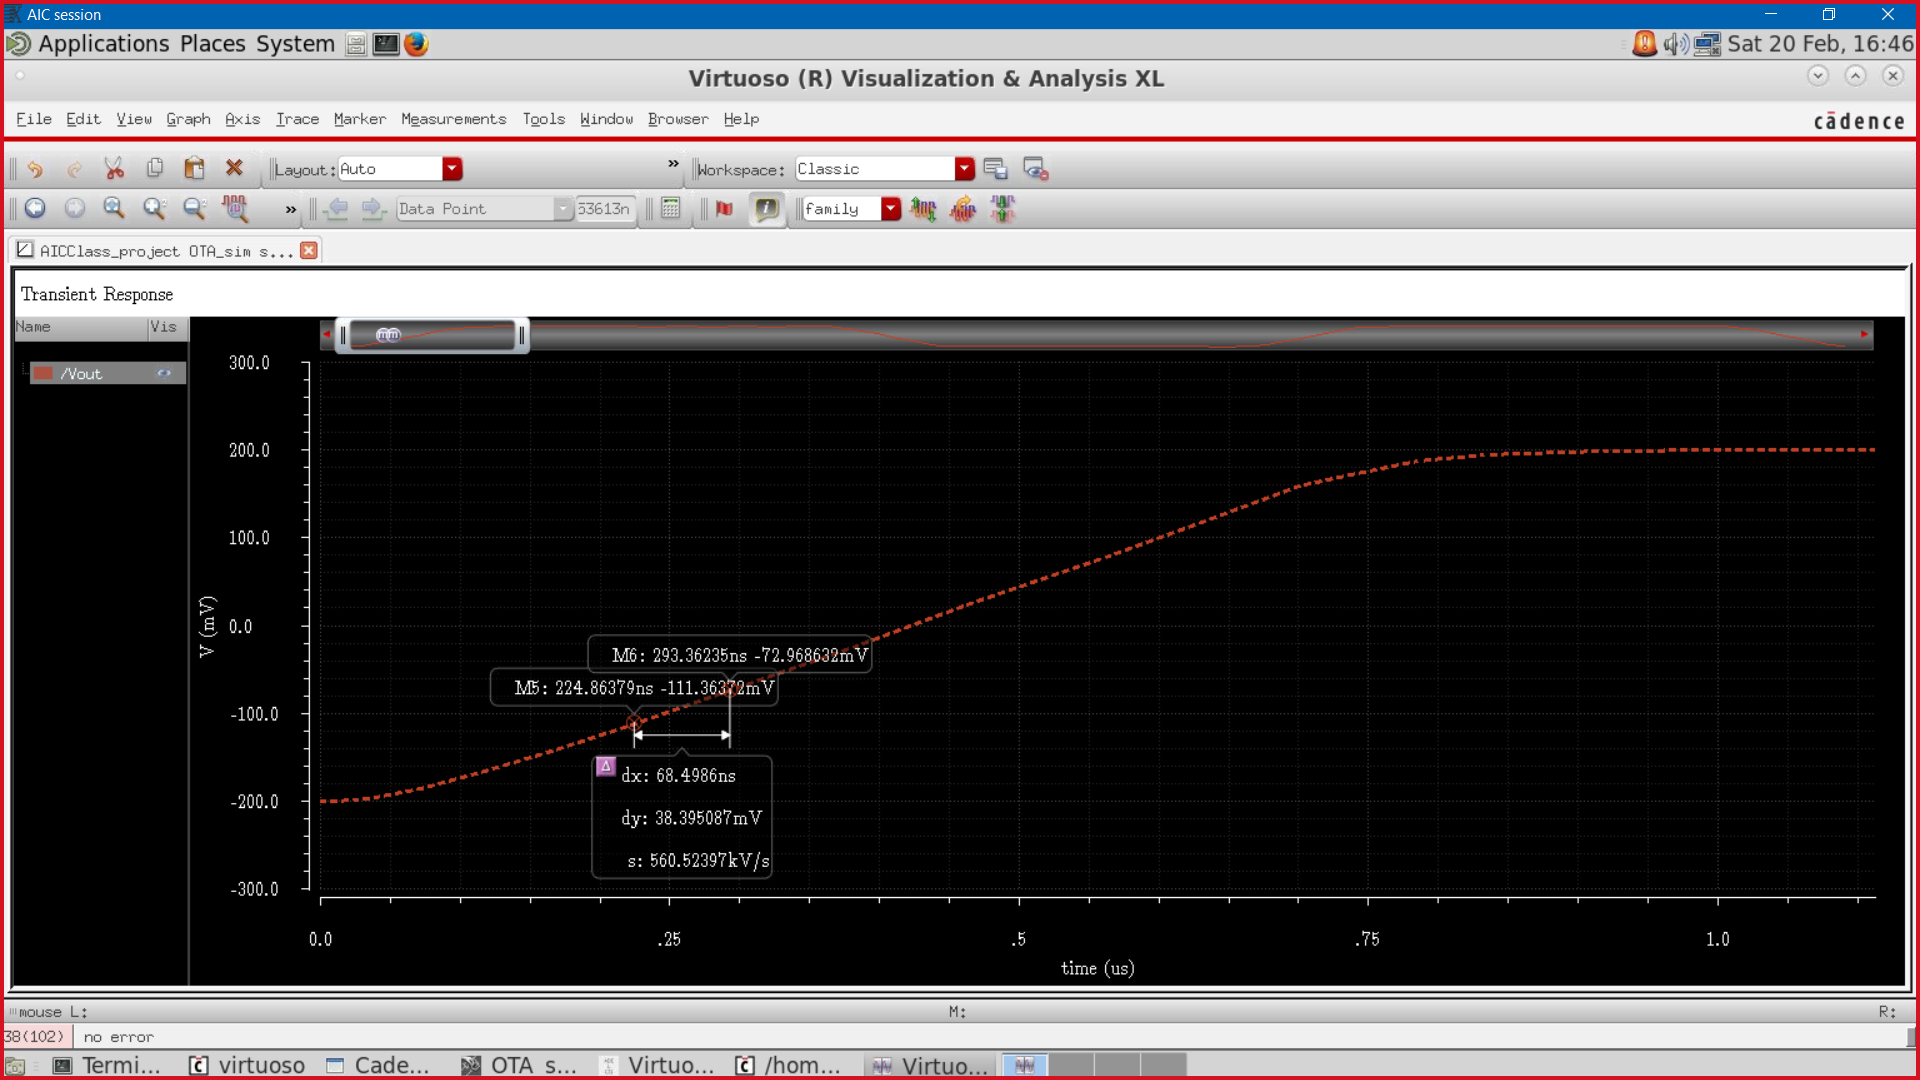 AIC session
Applications Places System
Sat 20 Feb, 16:46
Virtuoso (R) Visualization & Analysis XL
File Edit View Graph Axis Trace Marker Measurements Tools Window Browser Help
cādence
Layout: Auto
» Workspace: Classic
» Data Point 53613n family
AICClass_project OTA_sim s...
Transient Response
Name Vis
/Vout
300.0
200.0
100.0
0.0
-100.0
-200.0
-300.0
V (mV)
M6: 293.36235ns -72.968632mV
M5: 224.86379ns -111.36372mV
Δ
dx: 68.4986ns
dy: 38.395087mV
s: 560.52397kV/s
0.0 .25 .5 .75 1.0
time (us)
mouse L: M: R:
38(102) no error
Termi... virtuoso Cade... OTA s... Virtuo... /hom... Virtuo...